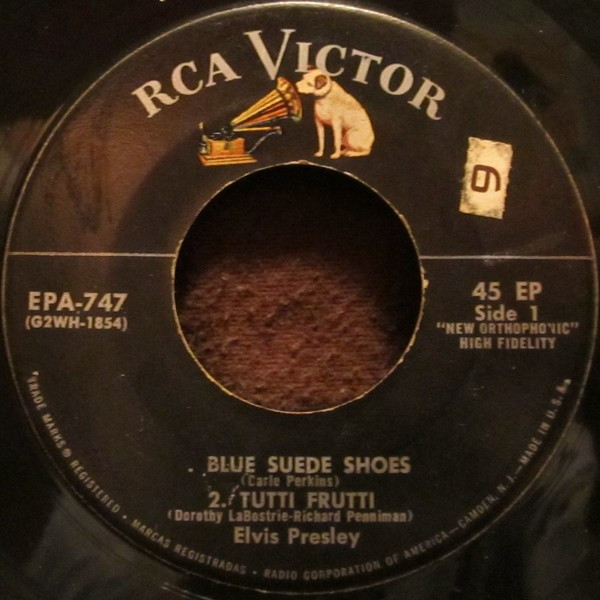 RCA VICTOR
6
EPA-747
(G2WH-1854)
45 EP
Side 1
"NEW ORTHOPHONIC"
HIGH FIDELITY
. BLUE SUEDE SHOES
(Carle Perkins)
2. TUTTI FRUTTI
(Dorothy LaBostrie-Richard Penniman)
Elvis Presley
"TRADE MARKS ® REGISTERED • MARCAS REGISTRADAS • RADIO CORPORATION OF AMERICA—CAMDEN, N. J.—MADE IN U.S.A.